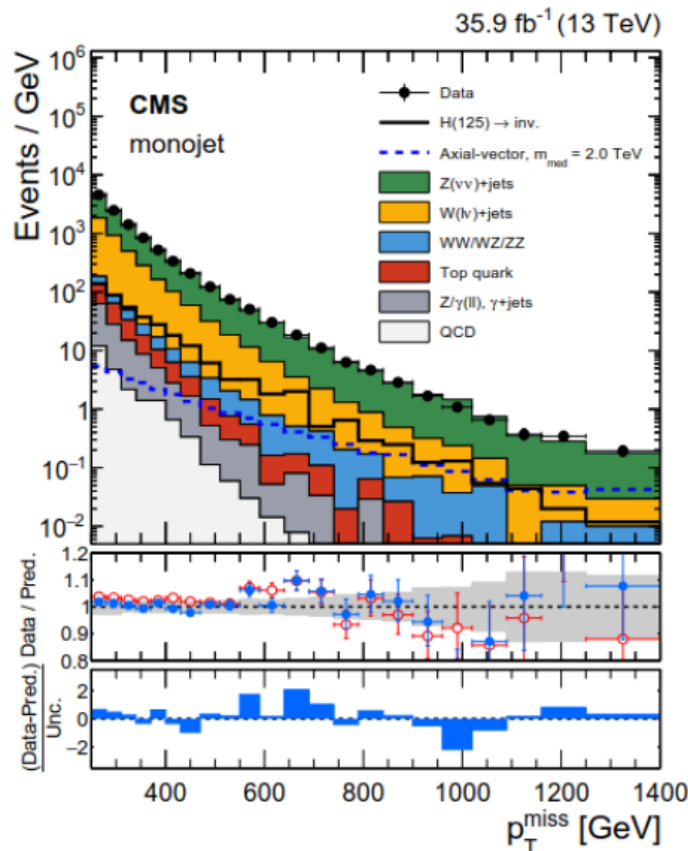 35.9 fb⁻¹ (13 TeV)
Events / GeV
10⁶
10⁵
10⁴
10³
10²
10
1
10⁻¹
10⁻²
CMS
monojet
Data
H(125) → inv.
Axial-vector, m_med = 2.0 TeV
Z(νν)+jets
W(lν)+jets
WW/WZ/ZZ
Top quark
Z/γ(ll), γ+jets
QCD
Data / Pred.
1.2
1.1
1.0
0.9
0.8
(Data-Pred.)
Unc.
2
0
−2
400 600 800 1000 1200 1400
p_T^miss [GeV]